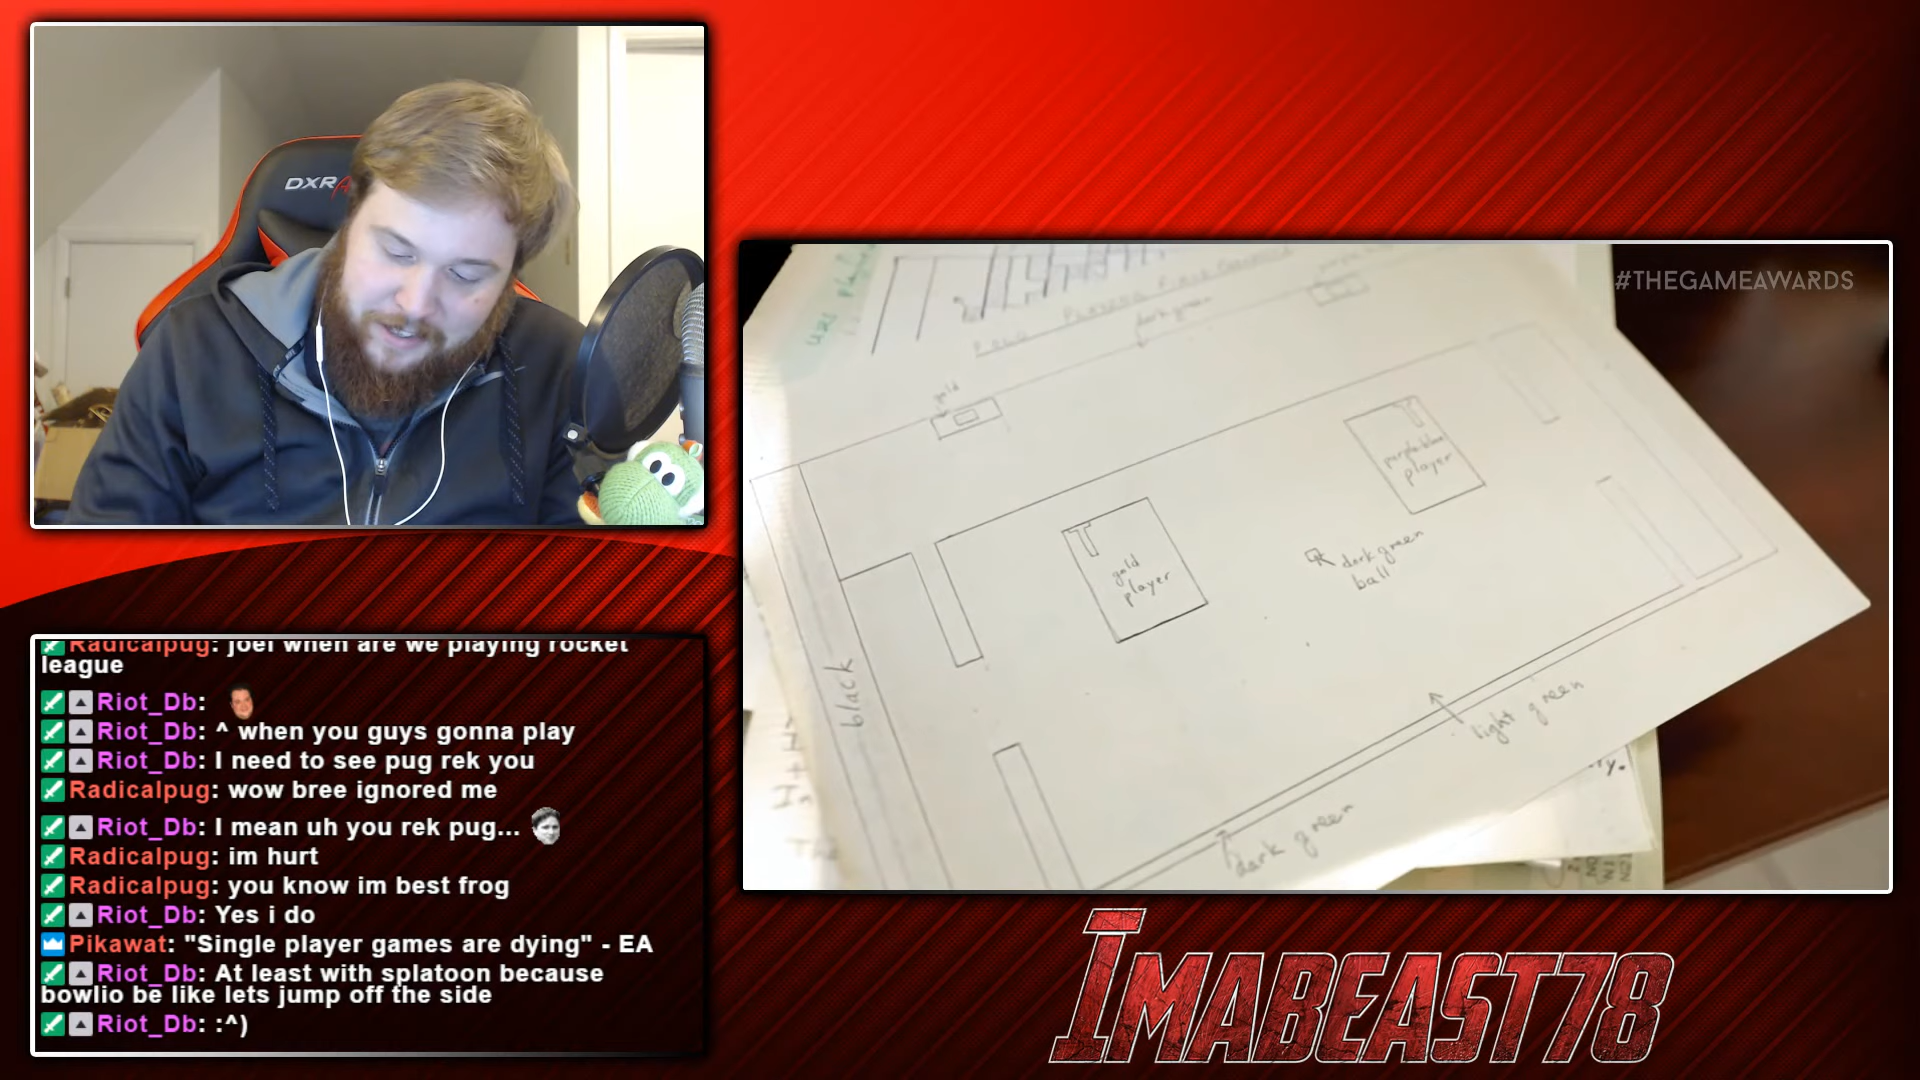 DXR
Radicalpug: joel when are we playing rocket
league
Riot_Db:
Riot_Db: ^ when you guys gonna play
Riot_Db: I need to see pug rek you
Radicalpug: wow bree ignored me
Riot_Db: I mean uh you rek pug...
Radicalpug: im hurt
Radicalpug: you know im best frog
Riot_Db: Yes i do
Pikawat: "Single player games are dying" - EA
Riot_Db: At least with splatoon because
bowlio be like lets jump off the side
Riot_Db: :^)
#THEGAMEAWARDS
dark green
gold
purple blue
player
gold
player
dark green
ball
black
light green
dark green
IMABEAST78